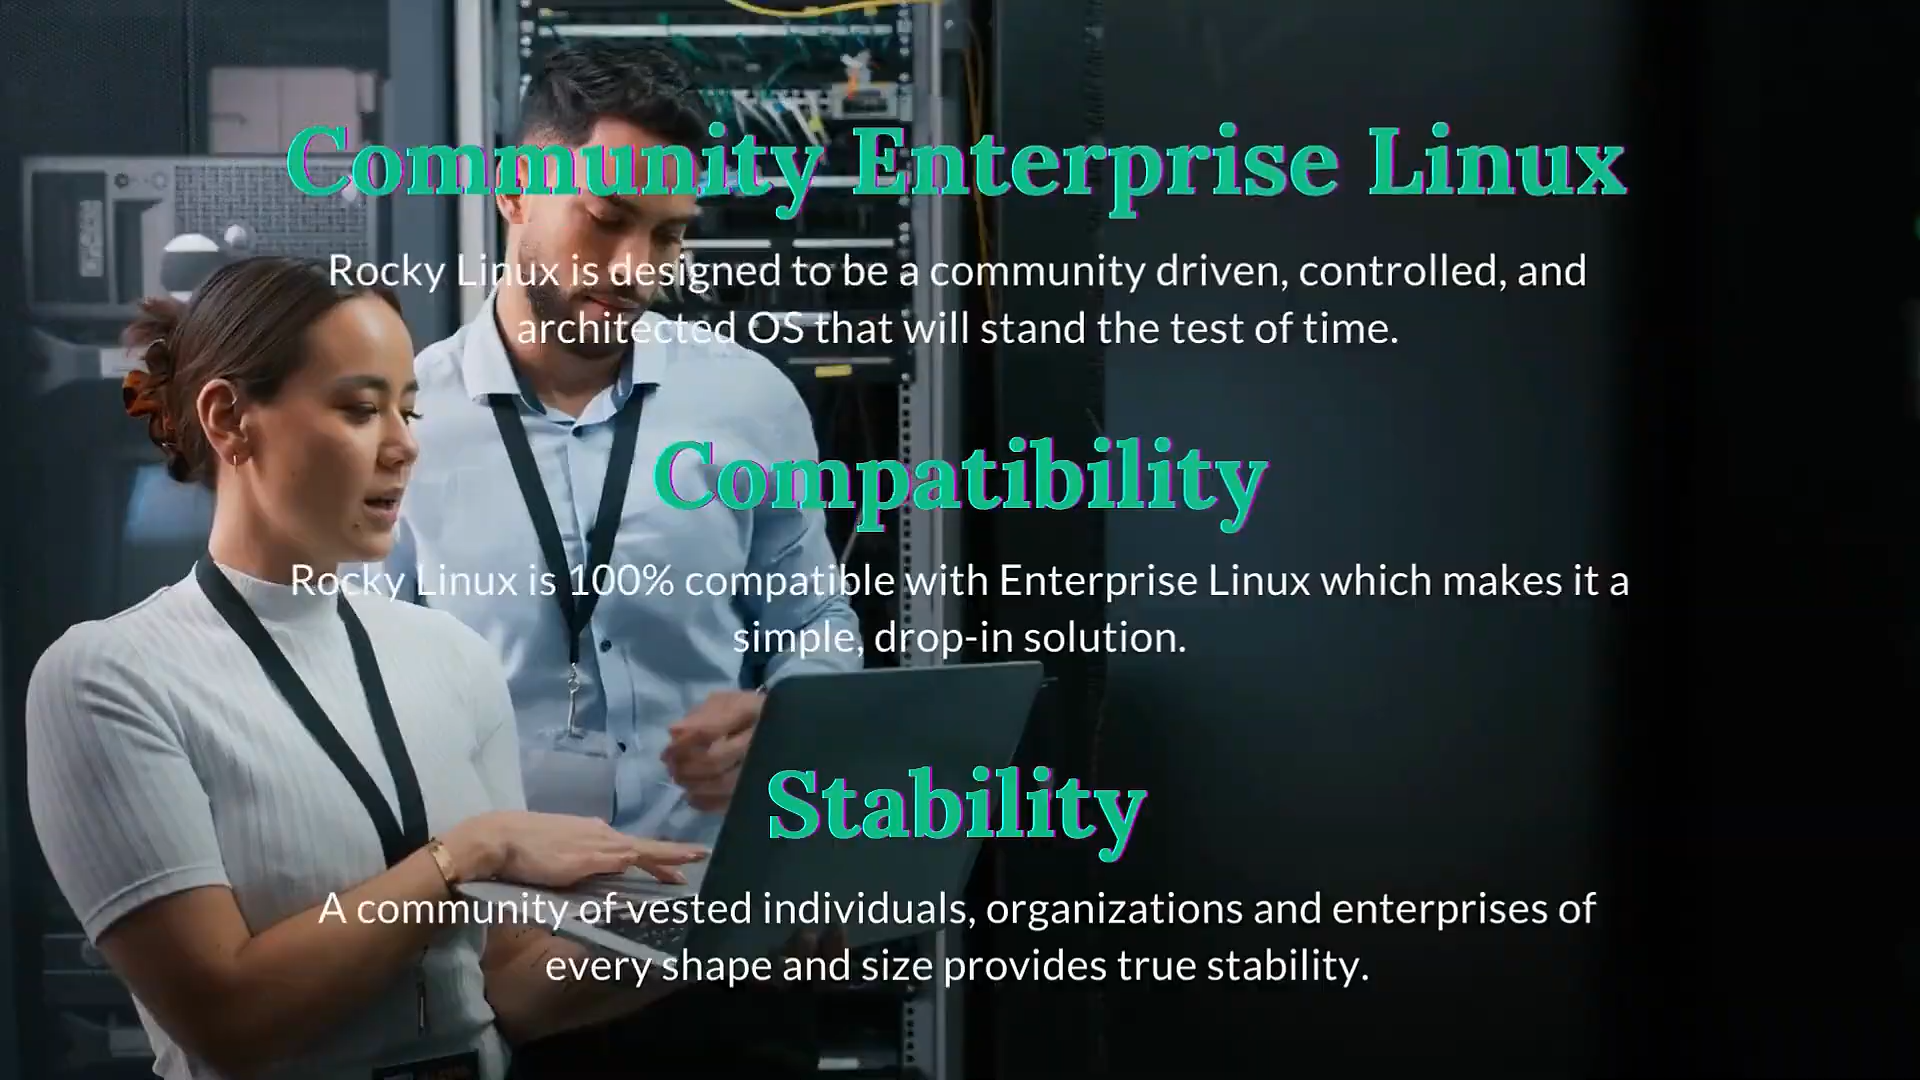 Community Enterprise Linux
Rocky Linux is designed to be a community driven, controlled, and
architected OS that will stand the test of time.
Compatibility
Rocky Linux is 100% compatible with Enterprise Linux which makes it a
simple, drop-in solution.
Stability
A community of vested individuals, organizations and enterprises of
every shape and size provides true stability.